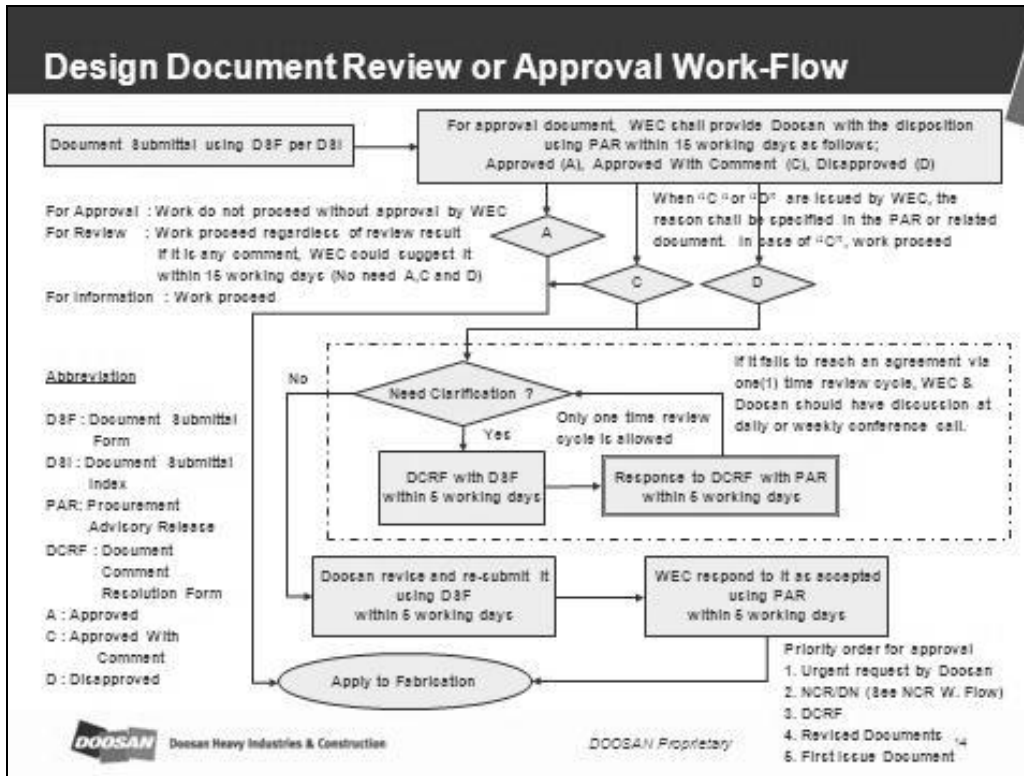 Design Document Review or Approval Work-Flow
Document Submittal using DSF per DSI
For approval document, WEC shall provide Doosan with the disposition
using PAR within 15 working days as follows;
Approved (A), Approved With Comment (C), Disapproved (D)
For Approval : Work do not proceed without approval by WEC
For Review : Work proceed regardless of review result
If it is any comment, WEC could suggest it
within 15 working days (No need A,C and D)
For Information : Work proceed
A
When "C" or "D" are issued by WEC, the
reason shall be specified in the PAR or related
document. In case of "C", work proceed
C
D
Abbreviation
DSF : Document Submittal
Form
DSI : Document Submittal
Index
PAR: Procurement
Advisory Release
DCRF : Document
Comment
Resolution Form
A : Approved
C : Approved With
Comment
D : Disapproved
No
Need Clarification ?
Yes
Only one time review
cycle is allowed
If it fails to reach an agreement via
one(1) time review cycle, WEC &
Doosan should have discussion at
daily or weekly conference call.
DCRF with DSF
within 5 working days
Response to DCRF with PAR
within 5 working days
Doosan revise and re-submit it
using DSF
within 5 working days
WEC respond to it as accepted
using PAR
within 5 working days
Apply to Fabrication
Priority order for approval
1. Urgent request by Doosan
2. NCR/DN (See NCR W. Flow)
3. DCRF
4. Revised Documents
5. First Issue Document
DOOSAN Doosan Heavy Industries & Construction
DOOSAN Proprietary
14